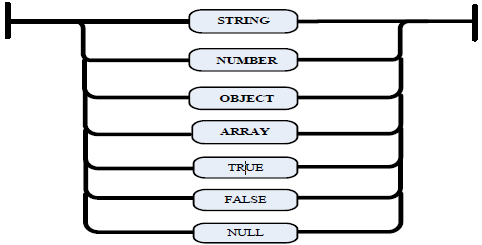 STRING
NUMBER
OBJECT
ARRAY
TRUE
FALSE
NULL